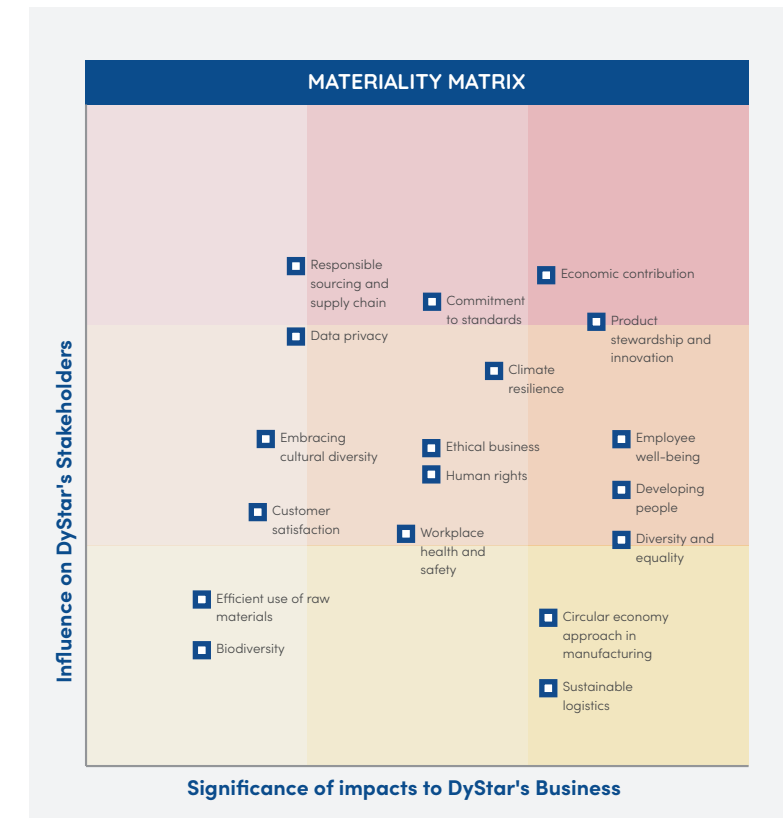 MATERIALITY MATRIX
Influence on DyStar's Stakeholders
Responsible
sourcing and
supply chain
Economic contribution
Commitment
to standards
Product
stewardship and
innovation
Data privacy
Climate
resilience
Embracing
cultural diversity
Ethical business
Employee
well-being
Human rights
Developing
people
Customer
satisfaction
Workplace
health and
safety
Diversity and
equality
Efficient use of raw
materials
Circular economy
approach in
manufacturing
Biodiversity
Sustainable
logistics
Significance of impacts to DyStar's Business